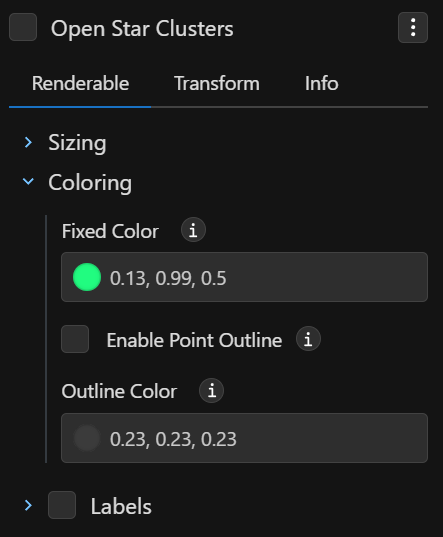 Open Star Clusters
Renderable Transform Info
Sizing
Coloring
Fixed Color i
0.13, 0.99, 0.5
Enable Point Outline i
Outline Color i
0.23, 0.23, 0.23
Labels